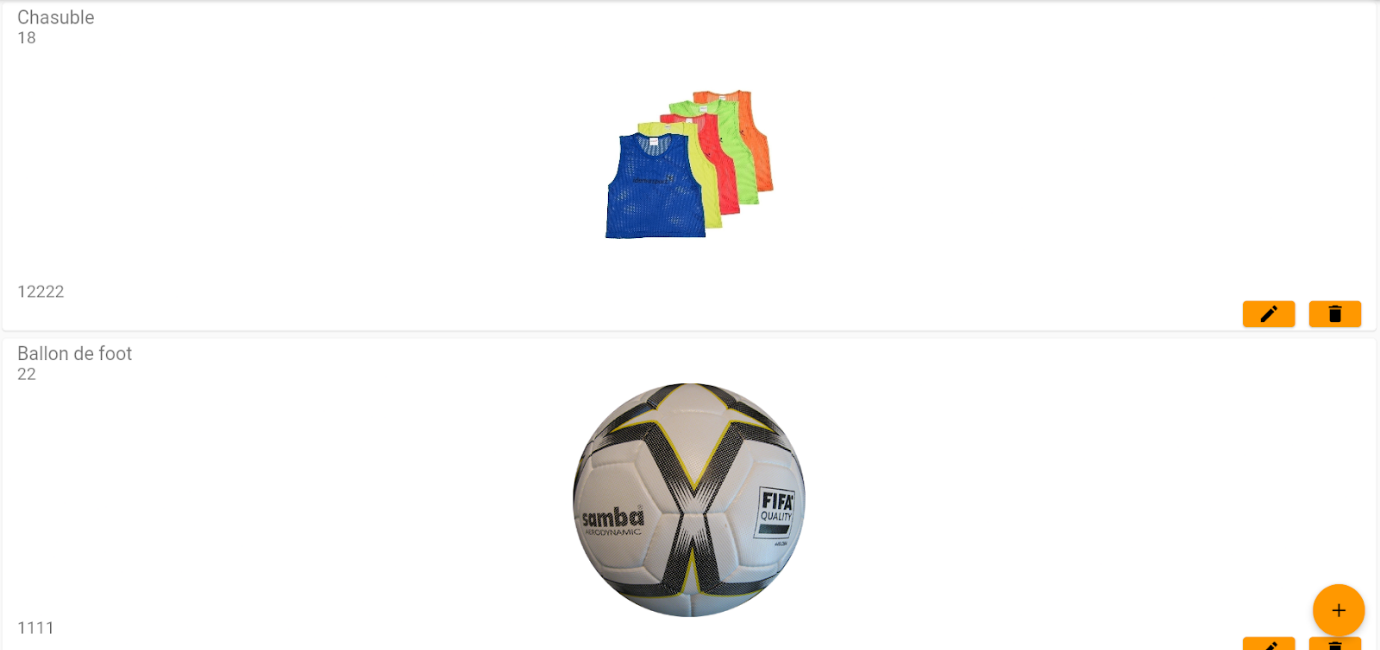 Chasuble
18
12222
Ballon de foot
22
samba
AERODYNAMIC
FIFA
QUALITY
1111